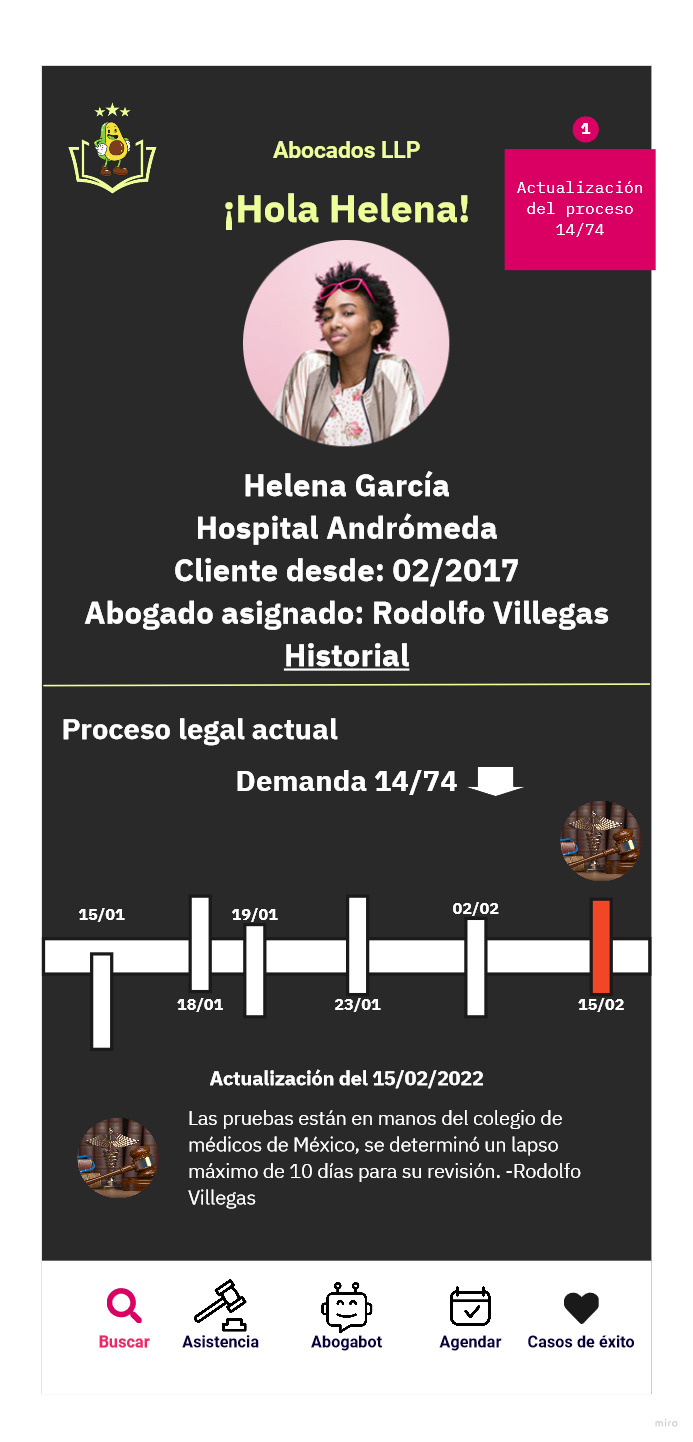 Abocados LLP
1
Actualización
del proceso
14/74
¡Hola Helena!
Helena García
Hospital Andrómeda
Cliente desde: 02/2017
Abogado asignado: Rodolfo Villegas
Historial
Proceso legal actual
Demanda 14/74
15/01
19/01
02/02
18/01
23/01
15/02
Actualización del 15/02/2022
Las pruebas están en manos del colegio de
médicos de México, se determinó un lapso
máximo de 10 días para su revisión. -Rodolfo
Villegas
Buscar
Asistencia
Abogabot
Agendar
Casos de éxito
miro